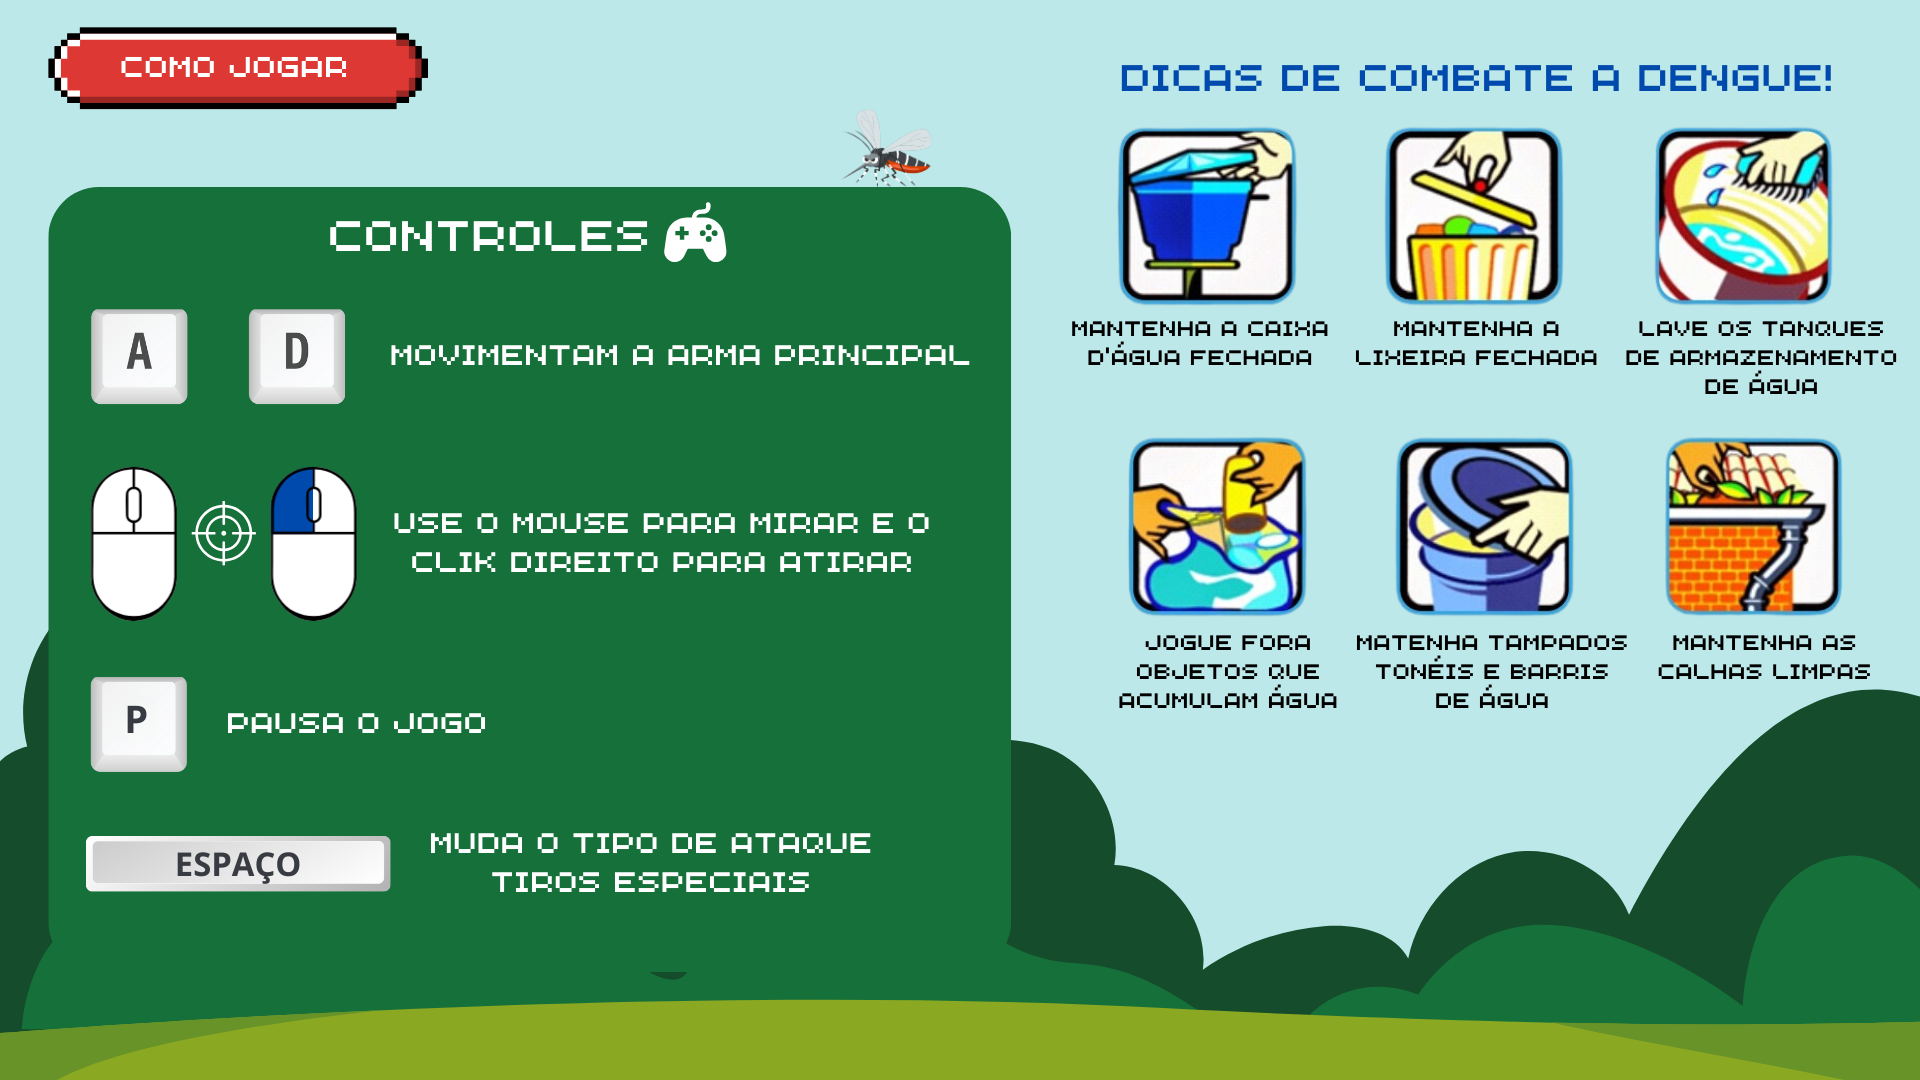 COMO JOGAR
CONTROLES
A
D
MOVIMENTAM A ARMA PRINCIPAL
USE O MOUSE PARA MIRAR E O
CLIK DIREITO PARA ATIRAR
P
PAUSA O JOGO
ESPAÇO
MUDA O TIPO DE ATAQUE
TIROS ESPECIAIS
DICAS DE COMBATE A DENGUE!
MANTENHA A CAIXA
D'ÁGUA FECHADA
MANTENHA A
LIXEIRA FECHADA
LAVE OS TANQUES
DE ARMAZENAMENTO
DE ÁGUA
JOGUE FORA
OBJETOS QUE
ACUMULAM ÁGUA
MATENHA TAMPADOS
TONÉIS E BARRIS
DE ÁGUA
MANTENHA AS
CALHAS LIMPAS